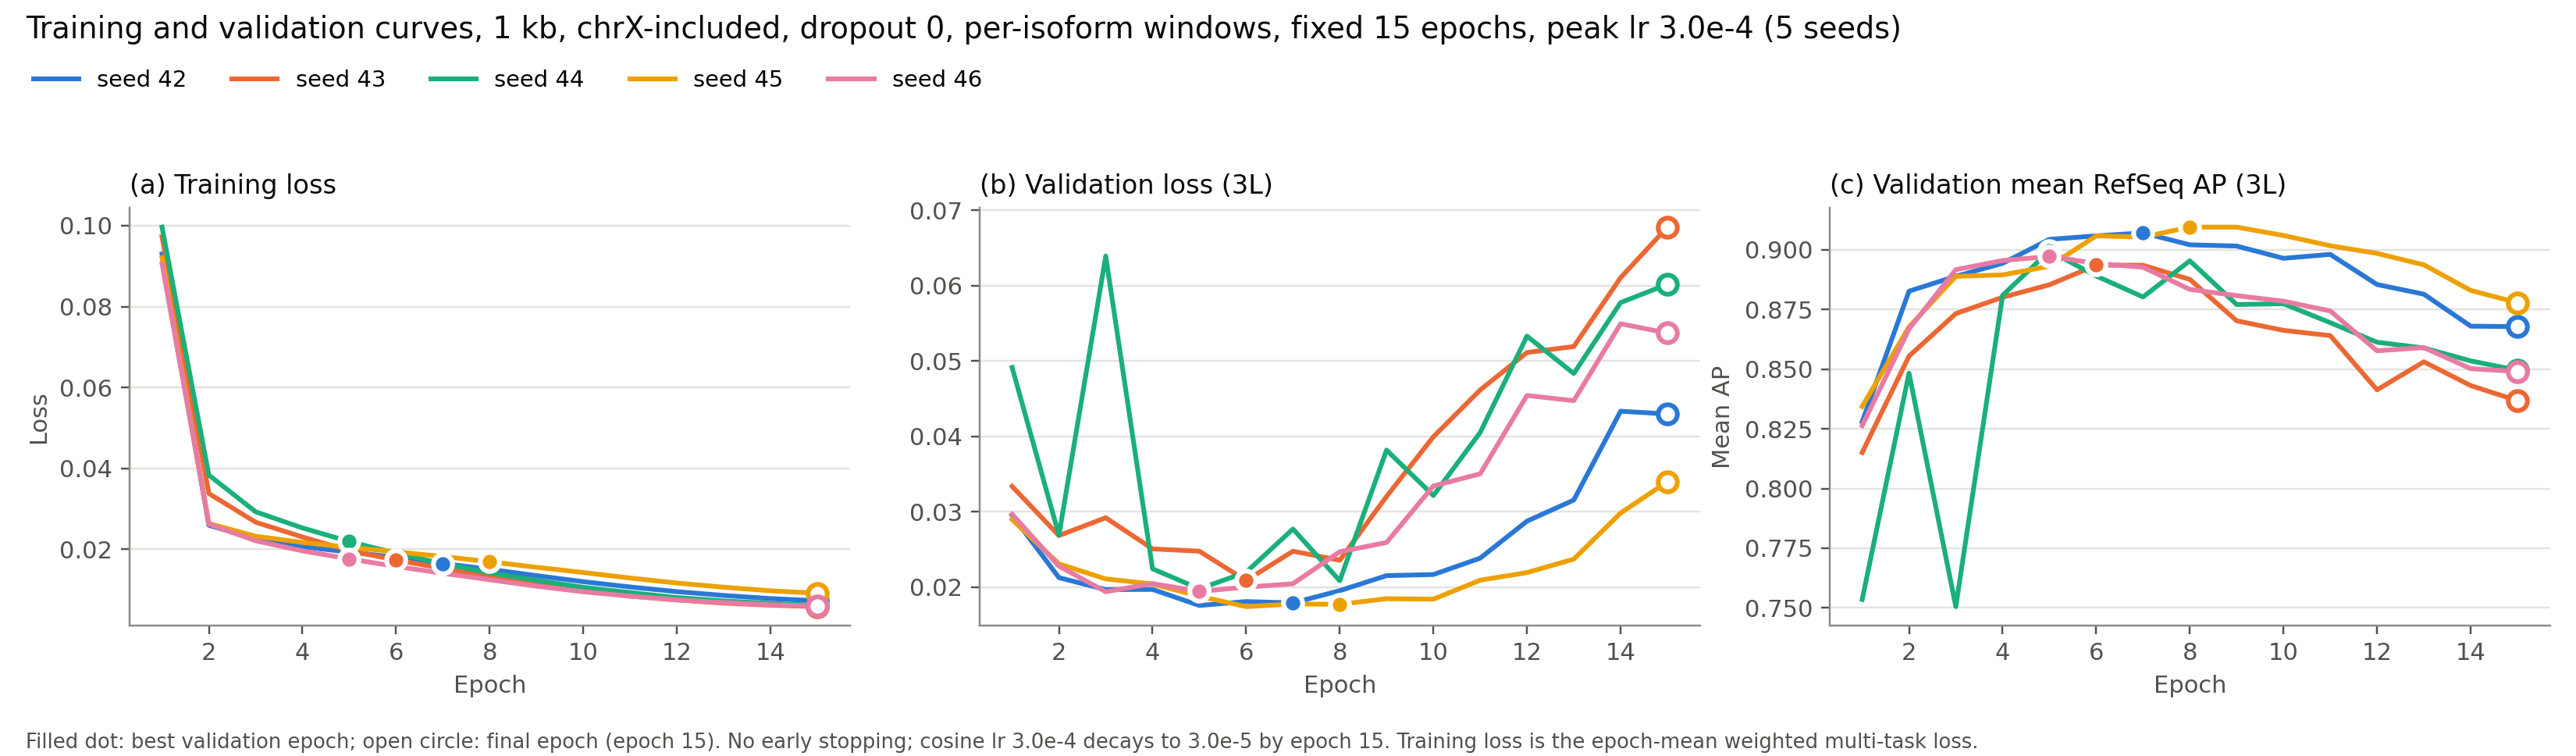 Training and validation curves, 1 kb, chrX-included, dropout 0, per-isoform windows, fixed 15 epochs, peak lr 3.0e-4 (5 seeds)
seed 42 seed 43 seed 44 seed 45 seed 46
(a) Training loss
0.10
0.08
0.06
0.04
0.02
Loss
2 4 6 8 10 12 14
Epoch
(b) Validation loss (3L)
0.07
0.06
0.05
0.04
0.03
0.02
2 4 6 8 10 12 14
Epoch
(c) Validation mean RefSeq AP (3L)
0.900
0.875
0.850
0.825
0.800
0.775
0.750
Mean AP
2 4 6 8 10 12 14
Epoch
Filled dot: best validation epoch; open circle: final epoch (epoch 15). No early stopping; cosine lr 3.0e-4 decays to 3.0e-5 by epoch 15. Training loss is the epoch-mean weighted multi-task loss.